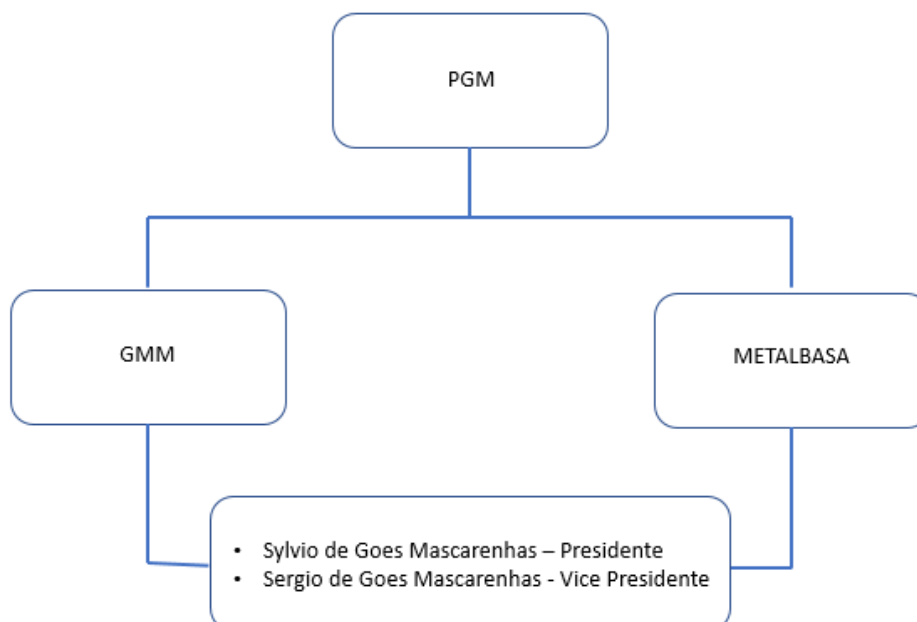 PGM
GMM
METALBASA
• Sylvio de Goes Mascarenhas – Presidente
• Sergio de Goes Mascarenhas - Vice Presidente